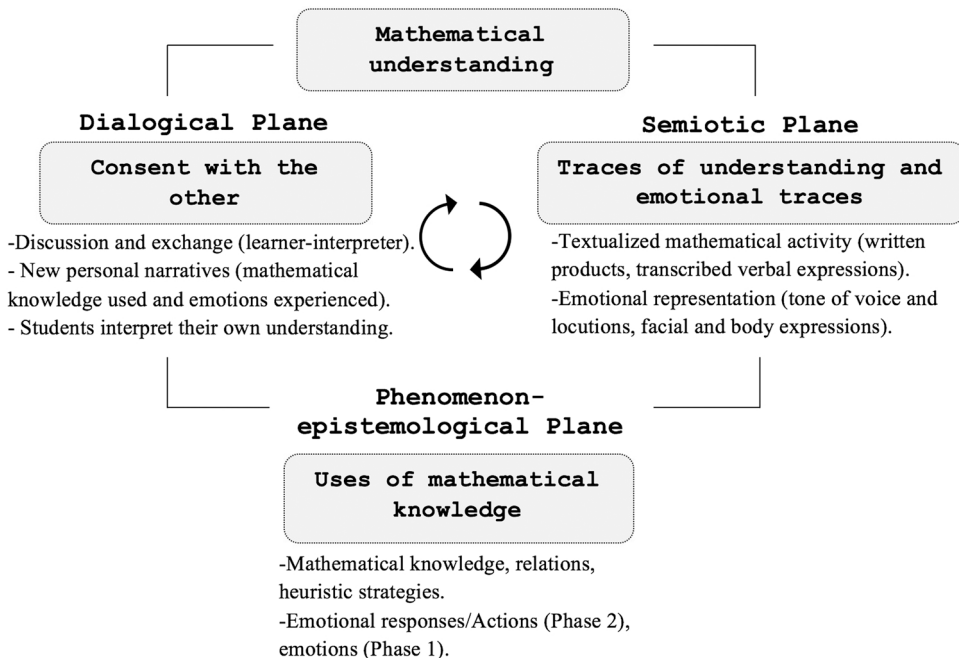 Mathematical
understanding
Dialogical Plane
Consent with the
other
-Discussion and exchange (learner-interpreter).
- New personal narratives (mathematical
knowledge used and emotions experienced).
- Students interpret their own understanding.
Semiotic Plane
Traces of understanding and
emotional traces
-Textualized mathematical activity (written
products, transcribed verbal expressions).
-Emotional representation (tone of voice and
locutions, facial and body expressions).
Phenomenon-
epistemological Plane
Uses of mathematical
knowledge
-Mathematical knowledge, relations,
heuristic strategies.
-Emotional responses/Actions (Phase 2),
emotions (Phase 1).